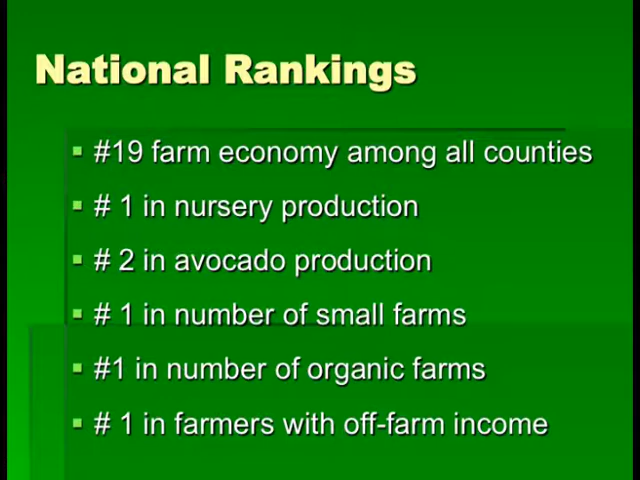 National Rankings
#19 farm economy among all counties
# 1 in nursery production
# 2 in avocado production
# 1 in number of small farms
#1 in number of organic farms
# 1 in farmers with off-farm income